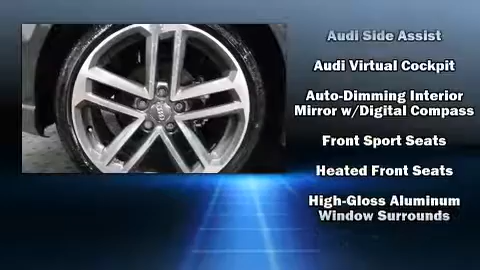 Audi Side Assist
Audi Virtual Cockpit
Auto-Dimming Interior
Mirror w/Digital Compass
Front Sport Seats
Heated Front Seats
High-Gloss Aluminum
Window Surrounds